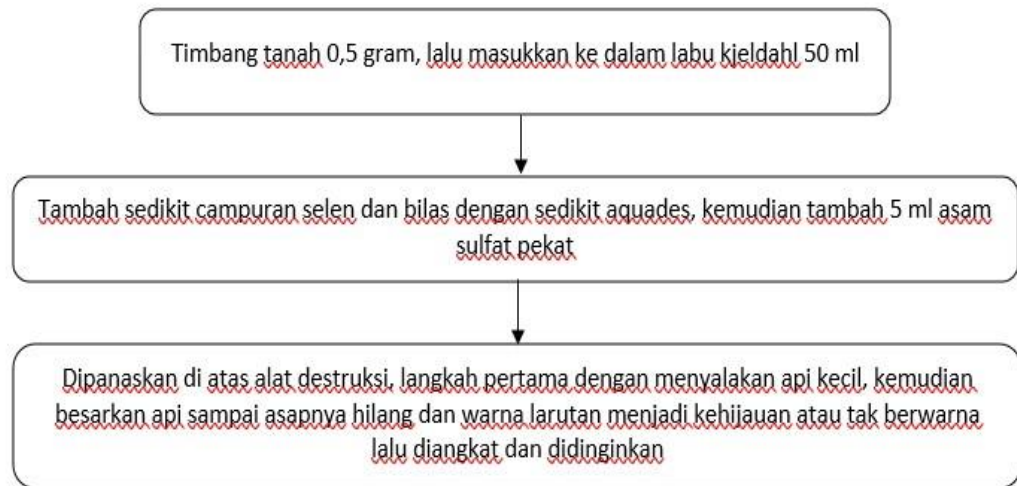 Timbang tanah 0,5 gram, lalu masukkan ke dalam labu kjeldahl 50 ml
Tambah sedikit campuran selen dan bilas dengan sedikit aquades, kemudian tambah 5 ml asam
sulfat pekat
Dipanaskan di atas alat destruksi, langkah pertama dengan menyalakan api kecil, kemudian
besarkan api sampai asapnya hilang dan warna larutan menjadi kehijauan atau tak berwarna
lalu diangkat dan didinginkan